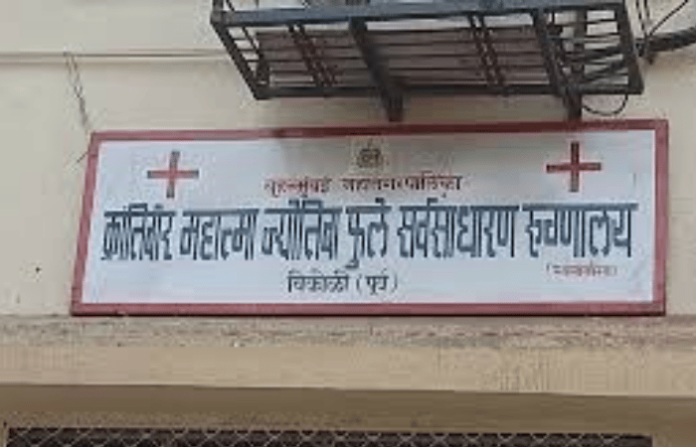 बृहन्मुंबई महानगरपालिका
क्रांतिवीर महात्मा ज्योतिबा फुले सर्वसाधारण रुग्णालय
विक्रोळी (पूर्व)